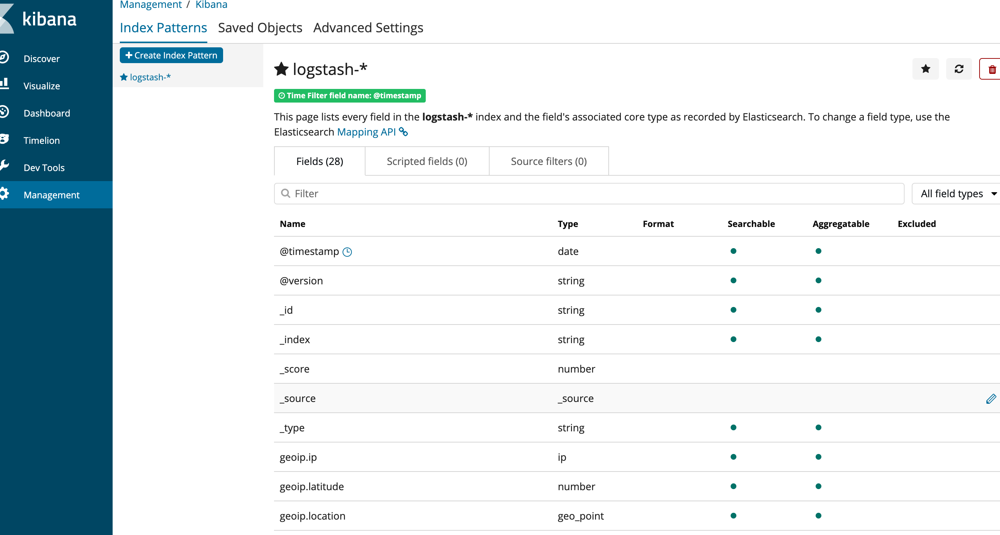 kibana
Discover
Visualize
Dashboard
Timelion
Dev Tools
Management
Management / Kibana
Index Patterns Saved Objects Advanced Settings
Create Index Pattern
logstash-*
logstash-*
Time Filter field name: @timestamp
This page lists every field in the logstash-* index and the field's associated core type as recorded by Elasticsearch. To change a field type, use the
Elasticsearch Mapping API
Fields (28) Scripted fields (0) Source filters (0)
Filter All field types
Name Type Format Searchable Aggregatable Excluded
@timestamp date
@version string
_id string
_index string
_score number
_source _source
_type string
geoip.ip ip
geoip.latitude number
geoip.location geo_point